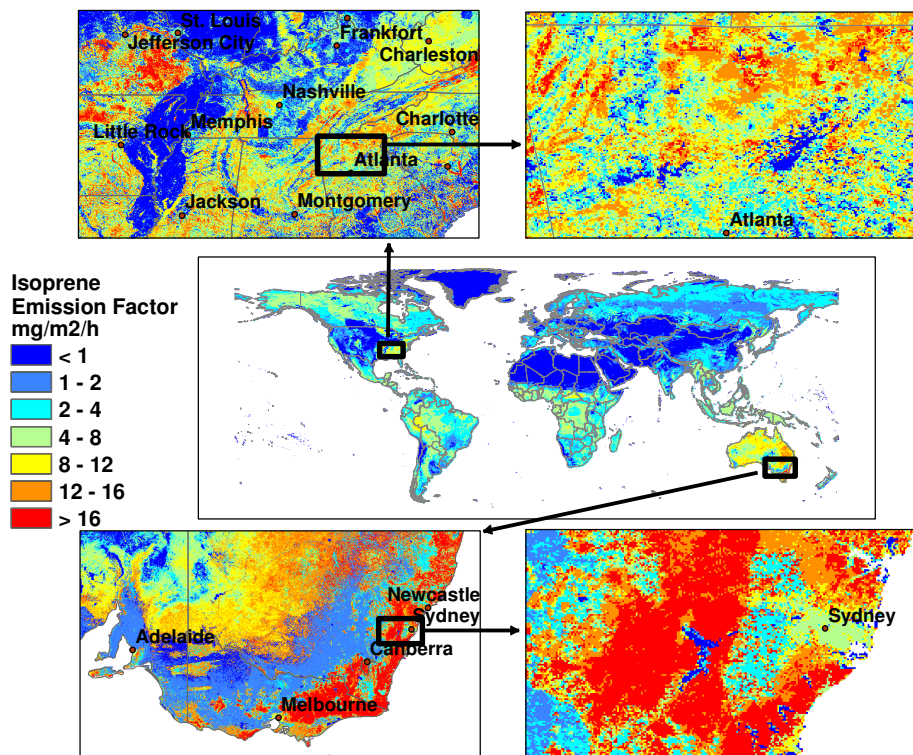 St. Louis
Jefferson City
Frankfort
Charleston
Nashville
Little Rock
Memphis
Charlotte
Atlanta
Jackson
Montgomery
Atlanta
Isoprene
Emission Factor
mg/m2/h
< 1
1 - 2
2 - 4
4 - 8
8 - 12
12 - 16
> 16
Newcastle
Sydney
Adelaide
Canberra
Melbourne
Sydney